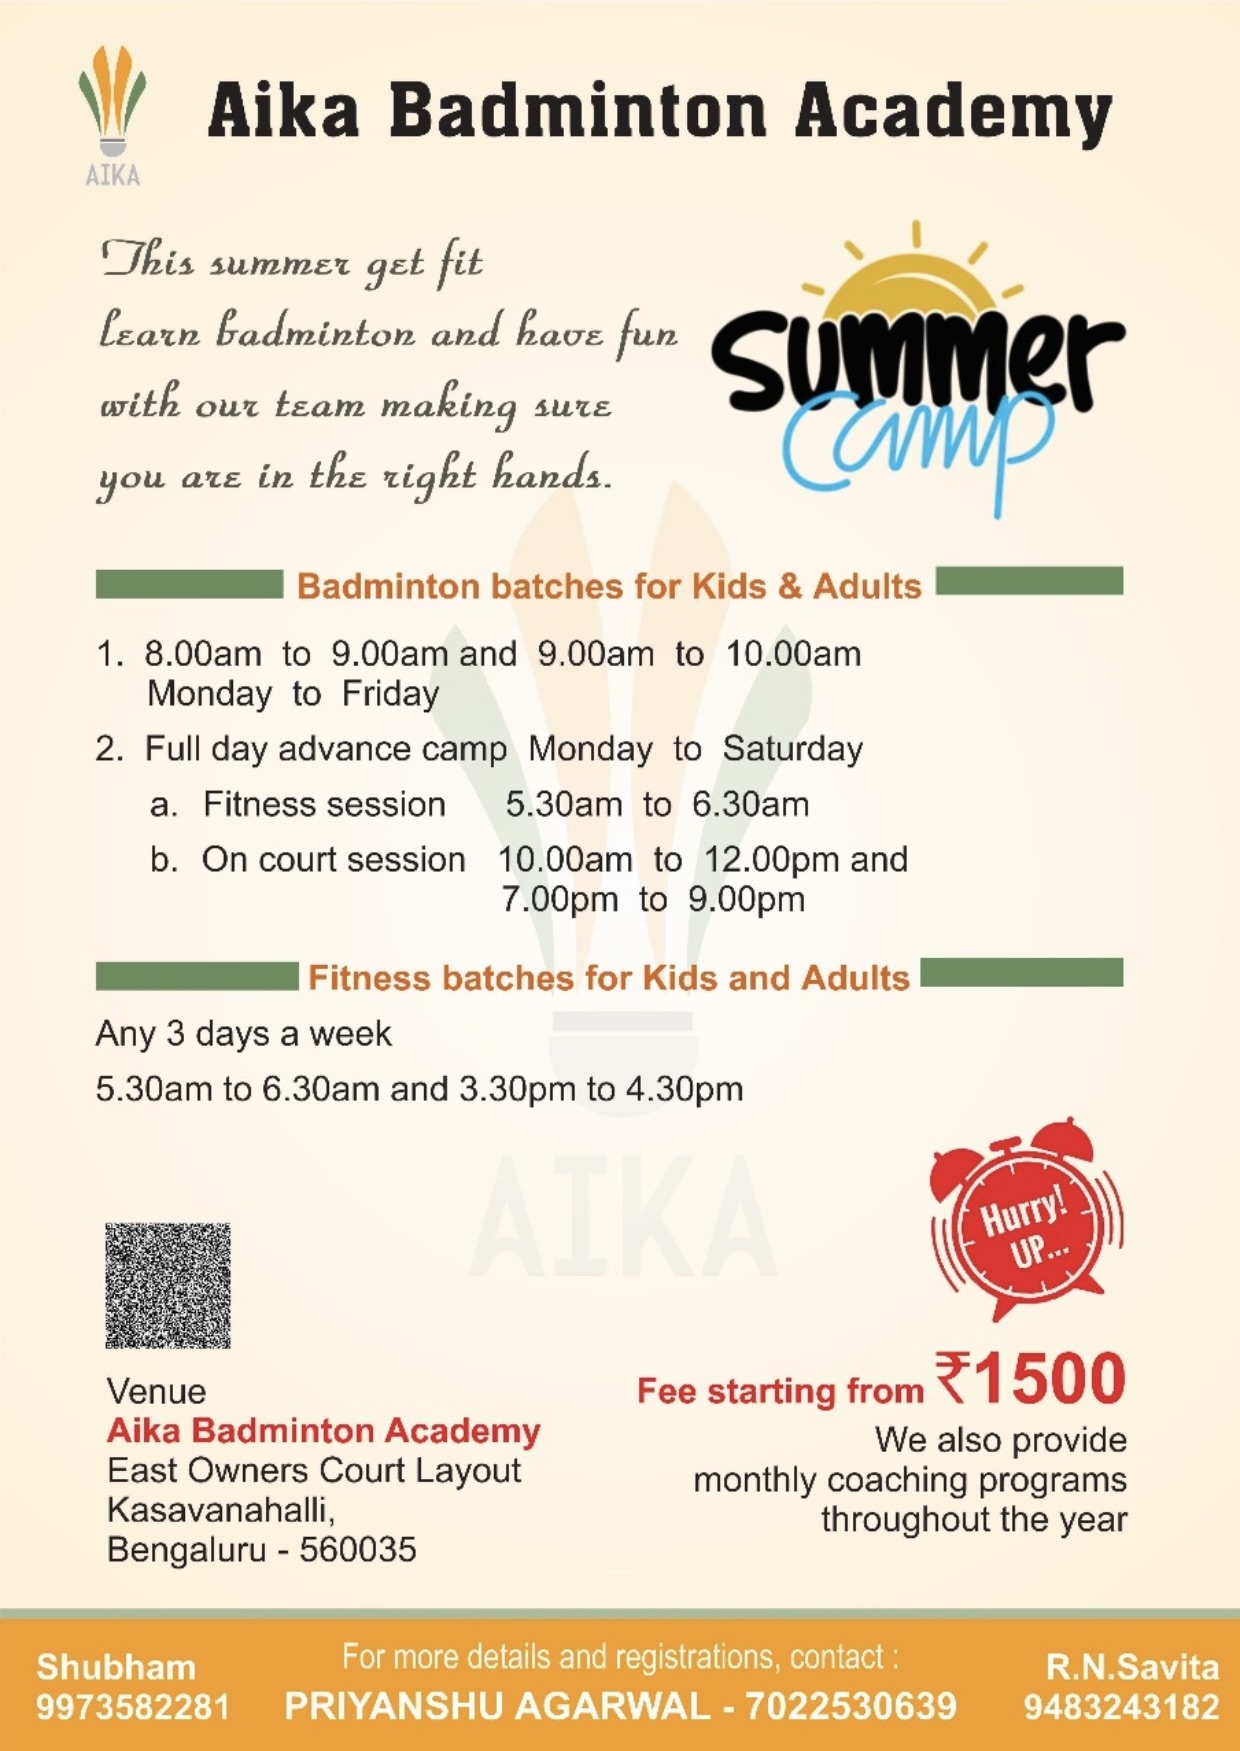 AIKA
Aika Badminton Academy
This summer get fit
learn badminton and have fun
with our team making sure
you are in the right hands.
Summer
camp
Badminton batches for Kids & Adults
1. 8.00am to 9.00am and 9.00am to 10.00am
Monday to Friday
2. Full day advance camp Monday to Saturday
a. Fitness session 5.30am to 6.30am
b. On court session 10.00am to 12.00pm and
7.00pm to 9.00pm
Fitness batches for Kids and Adults
Any 3 days a week
5.30am to 6.30am and 3.30pm to 4.30pm
AIKA
Hurry!
UP...
Venue
Aika Badminton Academy
East Owners Court Layout
Kasavanahalli,
Bengaluru - 560035
Fee starting from ₹1500
We also provide
monthly coaching programs
throughout the year
Shubham
9973582281
For more details and registrations, contact :
PRIYANSHU AGARWAL - 7022530639
R.N.Savita
9483243182